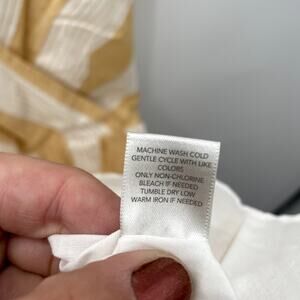 MACHINE WASH COLD
GENTLE CYCLE WITH LIKE
COLORS
ONLY NON-CHLORINE
BLEACH IF NEEDED
TUMBLE DRY LOW
WARM IRON IF NEEDED